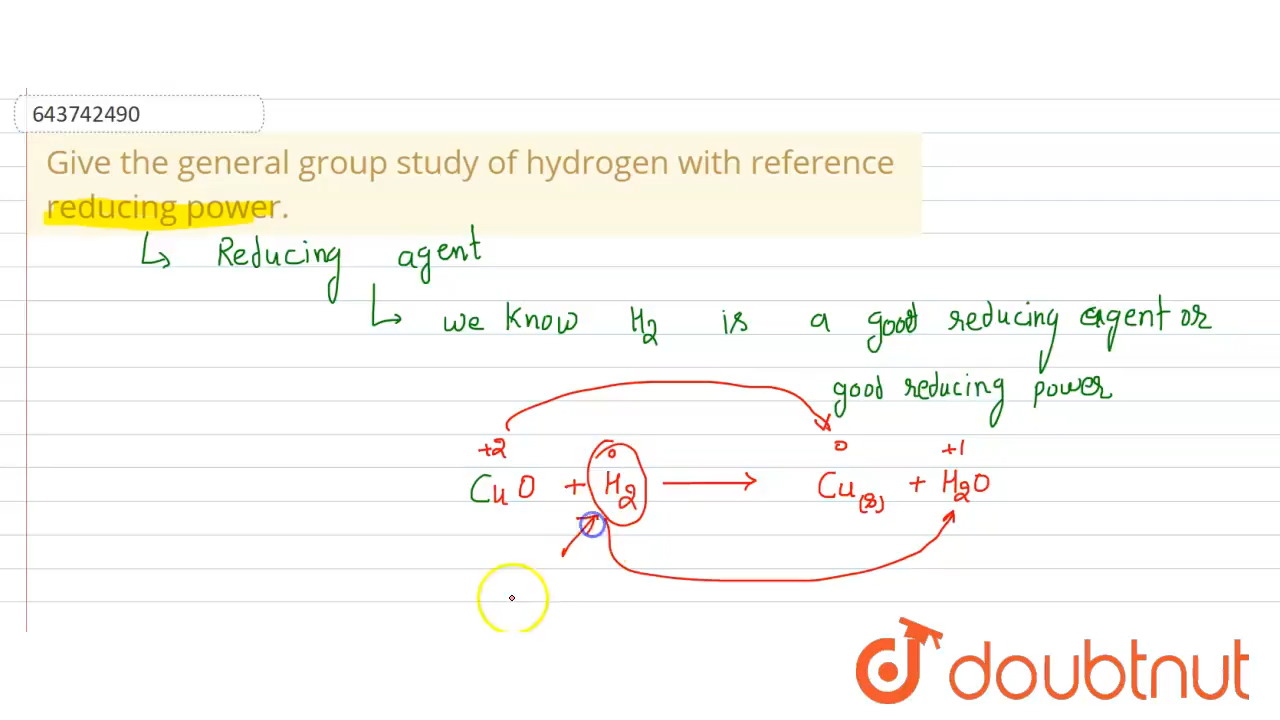 643742490
Give the general group study of hydrogen with reference
reducing power.
↳ Reducing agent
↳ we know H2 is a good reducing agent or
good reducing power
+2 0 0 +1
CuO + H2 → Cu(s) + H2O
doubtnut